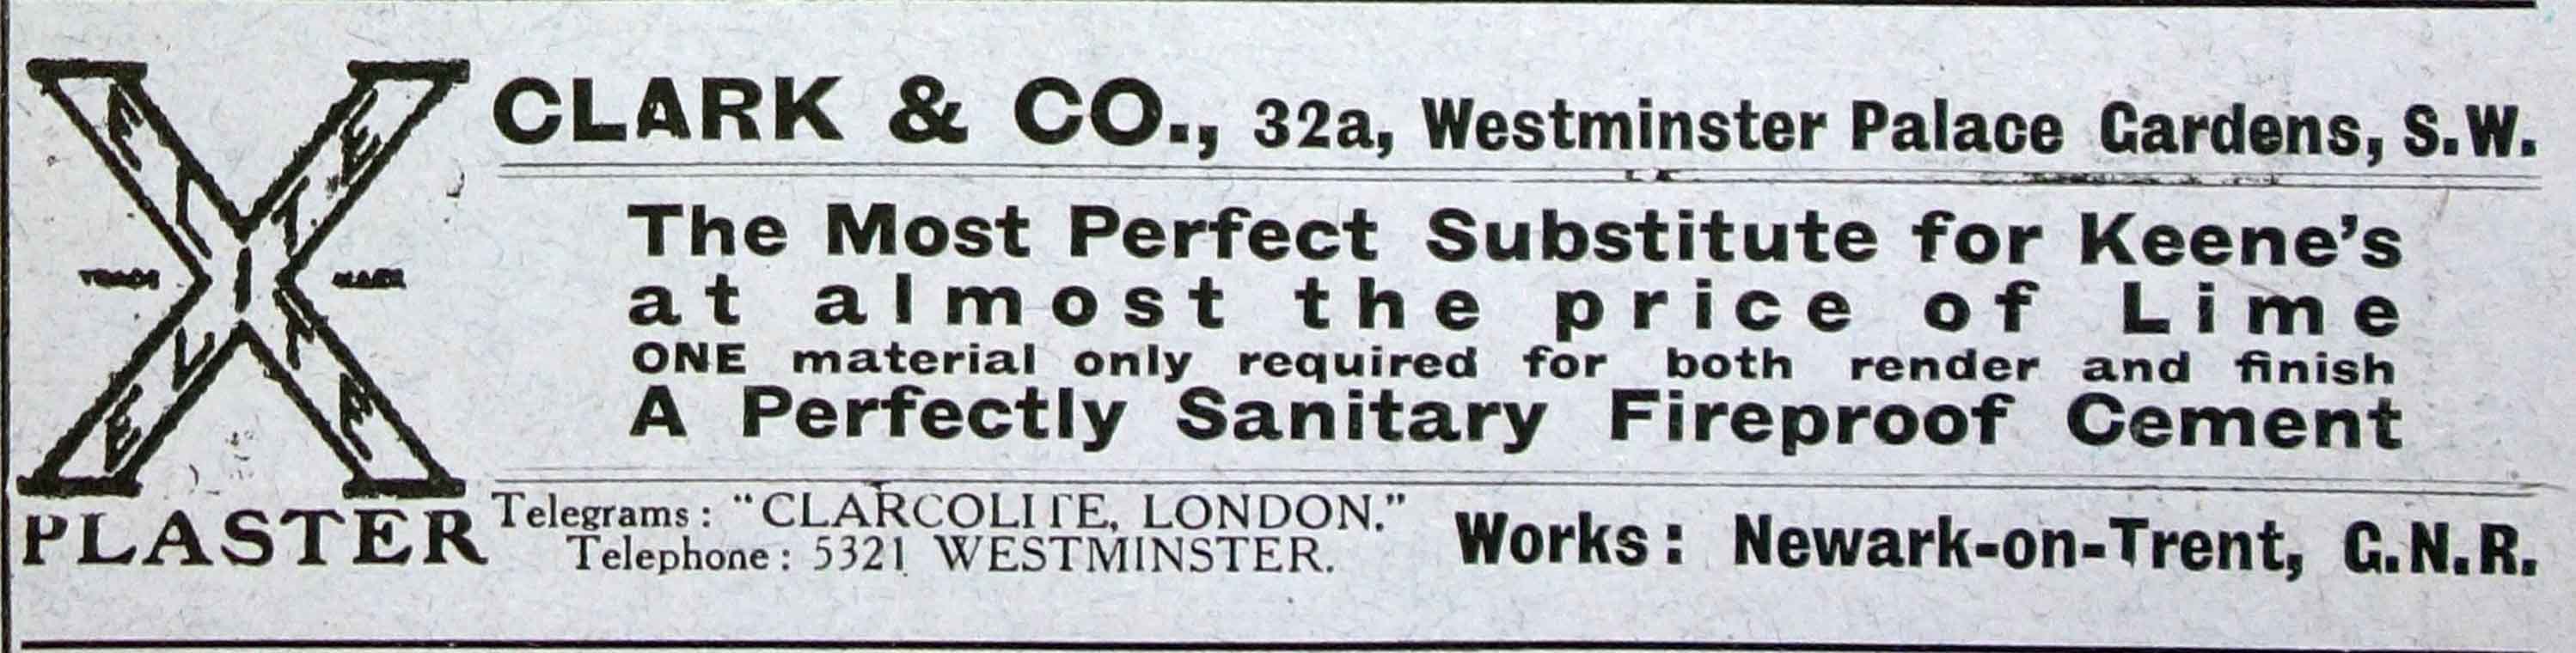 CLARK & CO., 32a, Westminster Palace Gardens, S.W.
TRADE MARK
The Most Perfect Substitute for Keene's
at almost the price of Lime
ONE material only required for both render and finish
A Perfectly Sanitary Fireproof Cement
PLASTER
Telegrams: "CLARCOLITE, LONDON."
Telephone: 5321 WESTMINSTER.
Works: Newark-on-Trent, G.N.R.